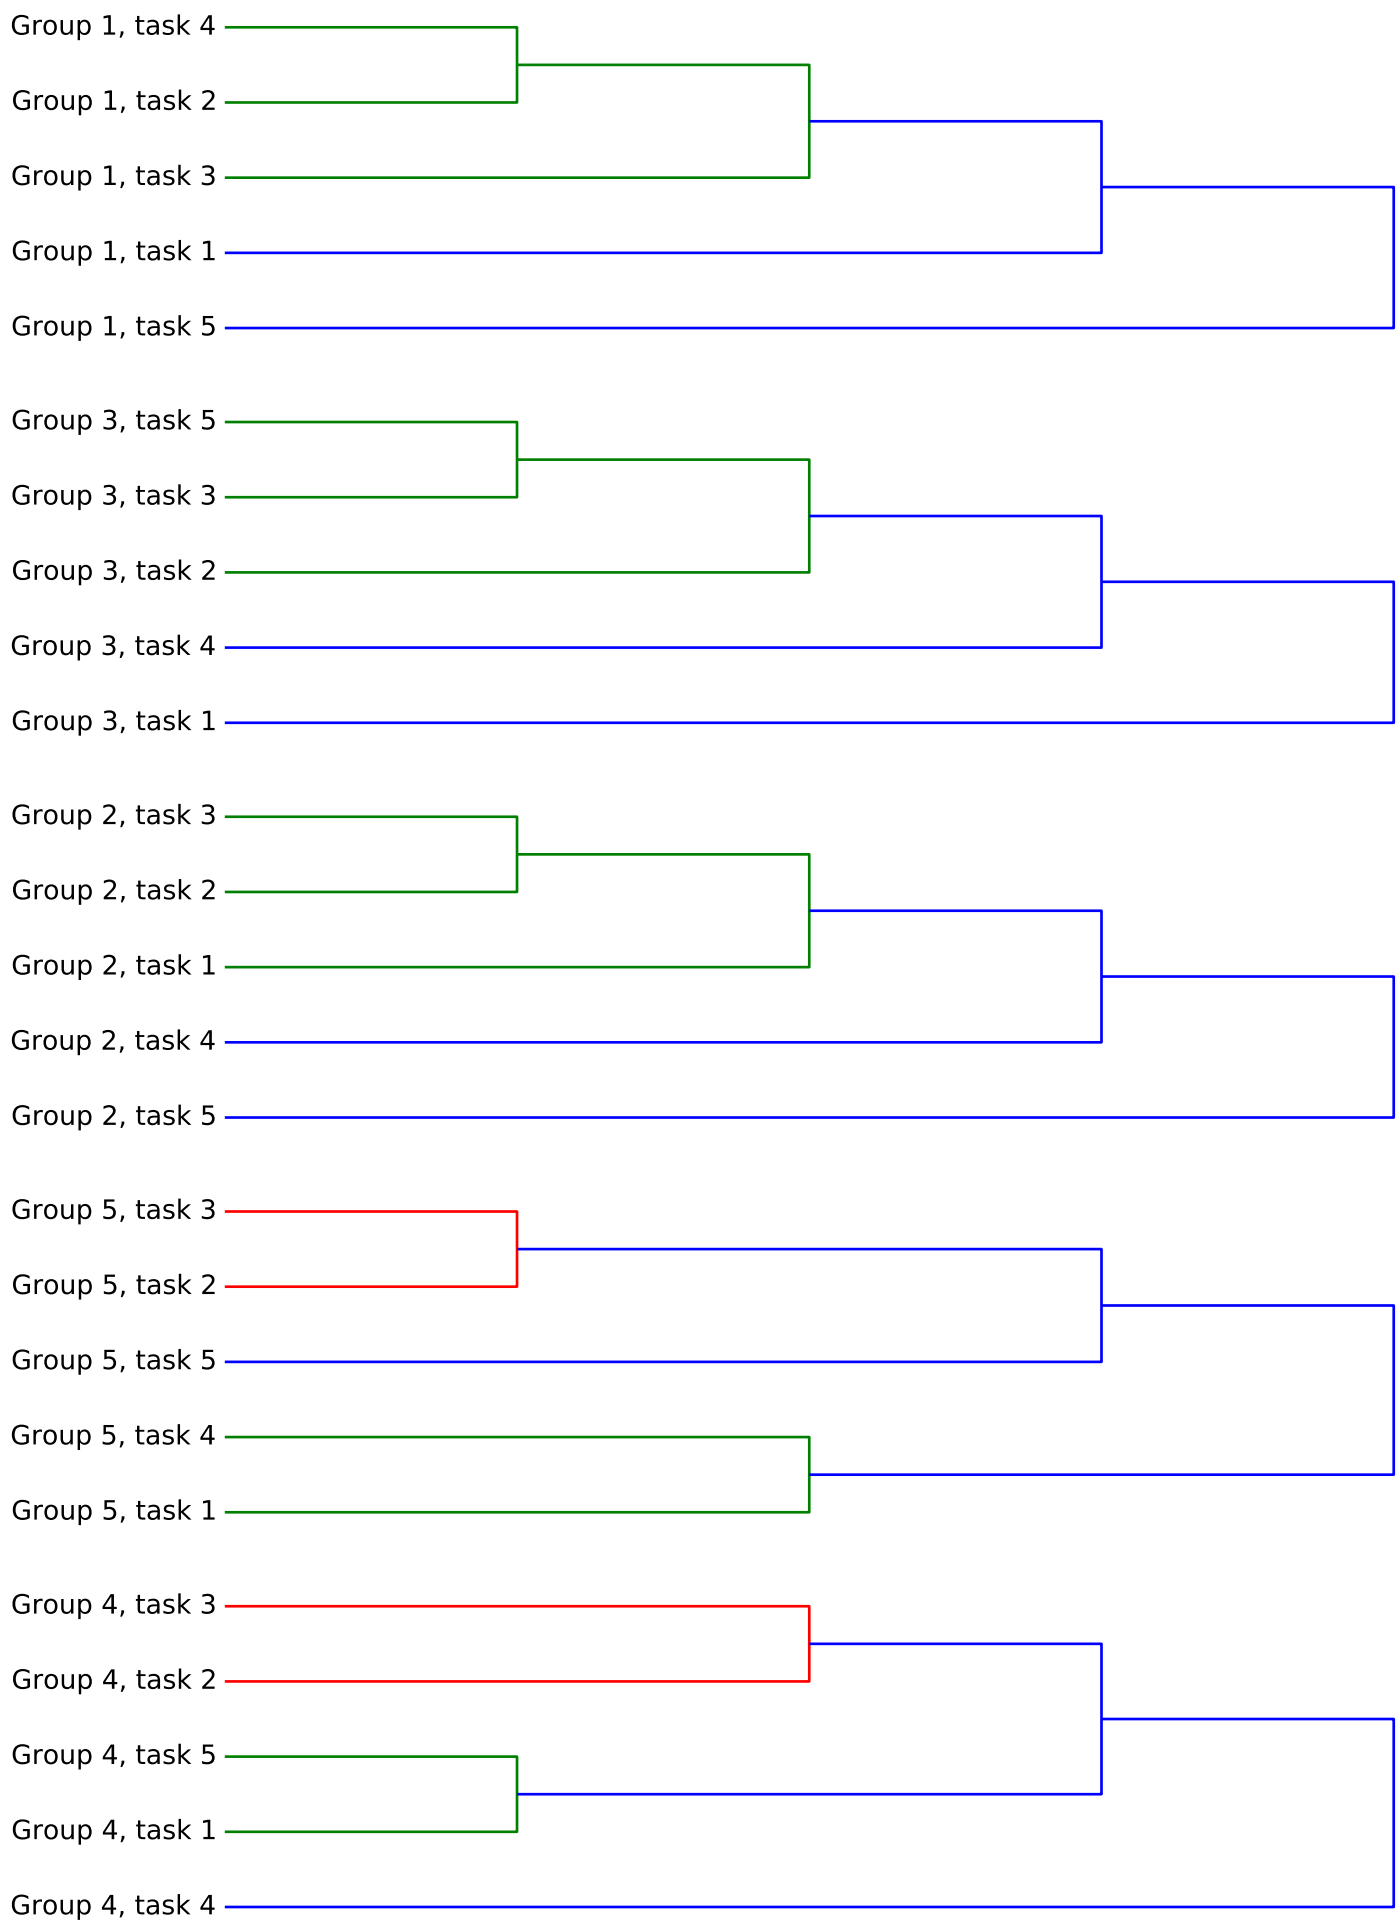 Group 1, task 4
Group 1, task 2
Group 1, task 3
Group 1, task 1
Group 1, task 5
Group 3, task 5
Group 3, task 3
Group 3, task 2
Group 3, task 4
Group 3, task 1
Group 2, task 3
Group 2, task 2
Group 2, task 1
Group 2, task 4
Group 2, task 5
Group 5, task 3
Group 5, task 2
Group 5, task 5
Group 5, task 4
Group 5, task 1
Group 4, task 3
Group 4, task 2
Group 4, task 5
Group 4, task 1
Group 4, task 4